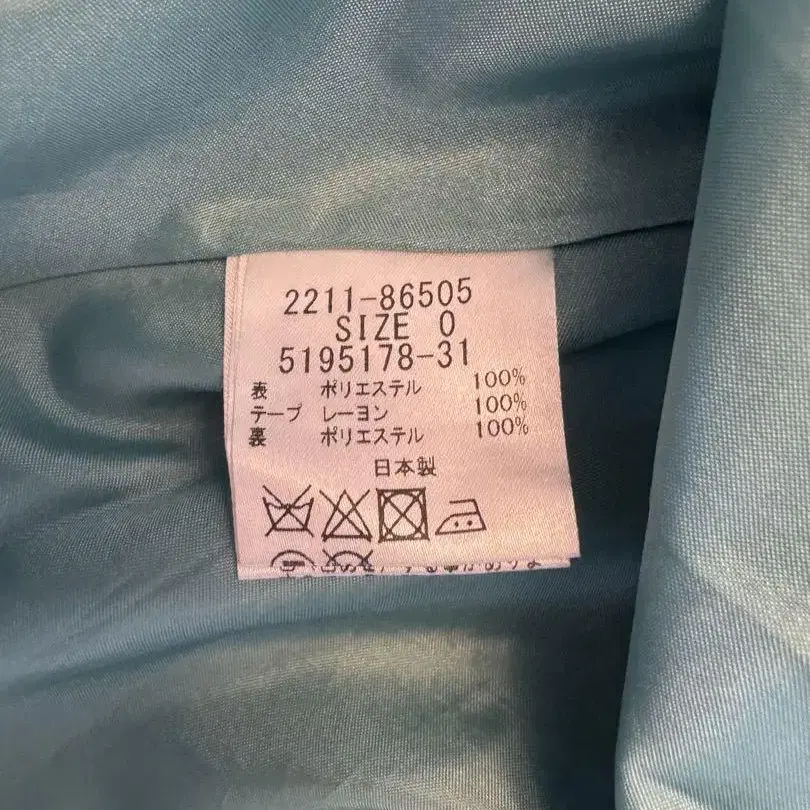 2211-86505
SIZE 0
5195178-31
表 ポリエステル 100%
テープ レーヨン 100%
裏 ポリエステル 100%
日本製